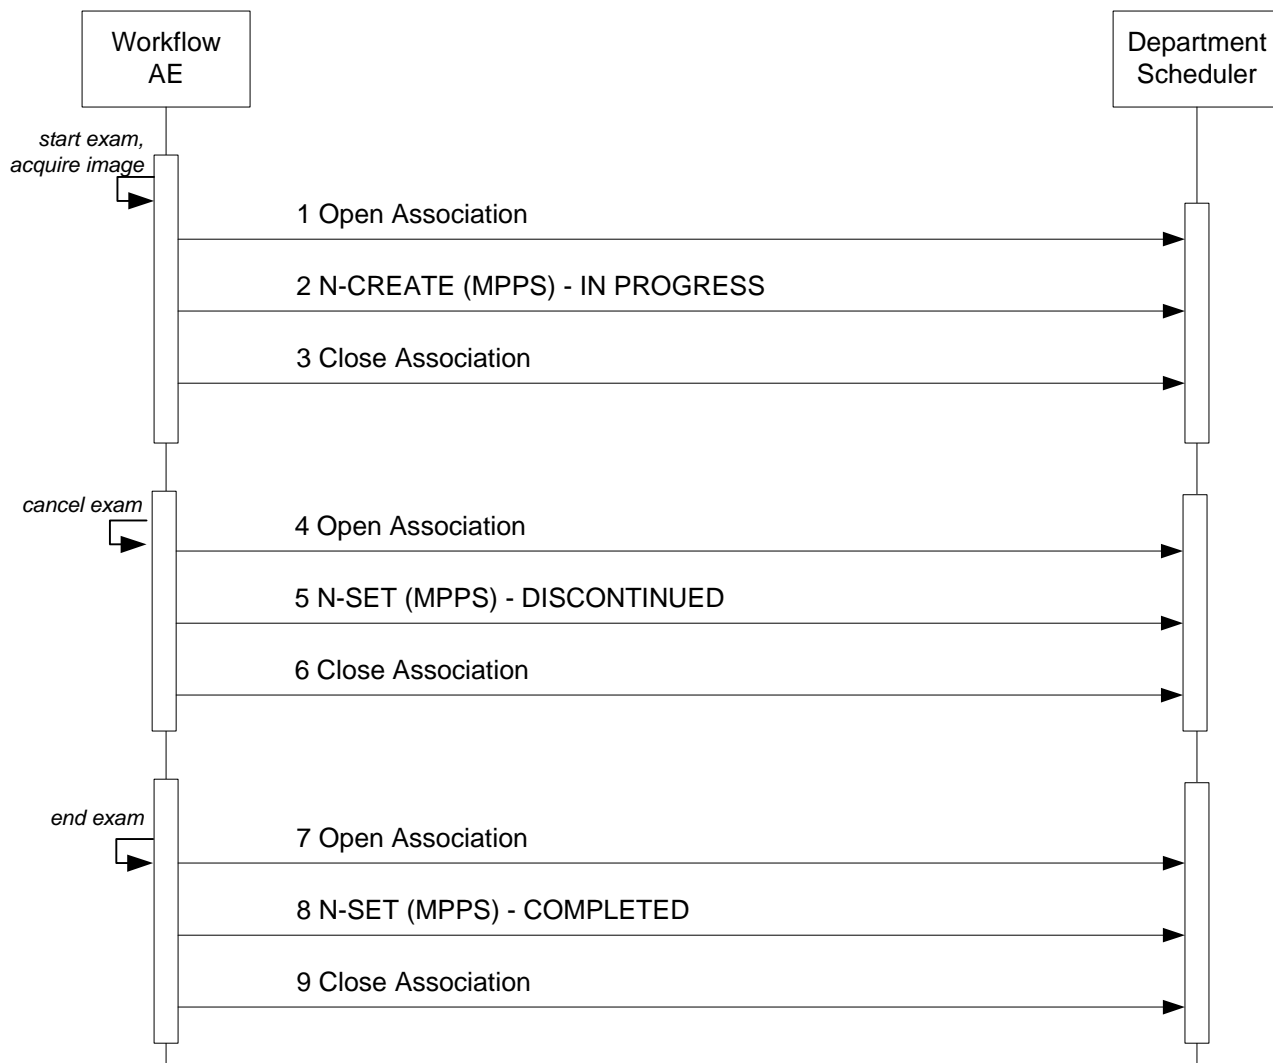 Workflow
AE
Department
Scheduler
start exam,
acquire image
1 Open Association
2 N-CREATE (MPPS) - IN PROGRESS
3 Close Association
cancel exam
4 Open Association
5 N-SET (MPPS) - DISCONTINUED
6 Close Association
end exam
7 Open Association
8 N-SET (MPPS) - COMPLETED
9 Close Association